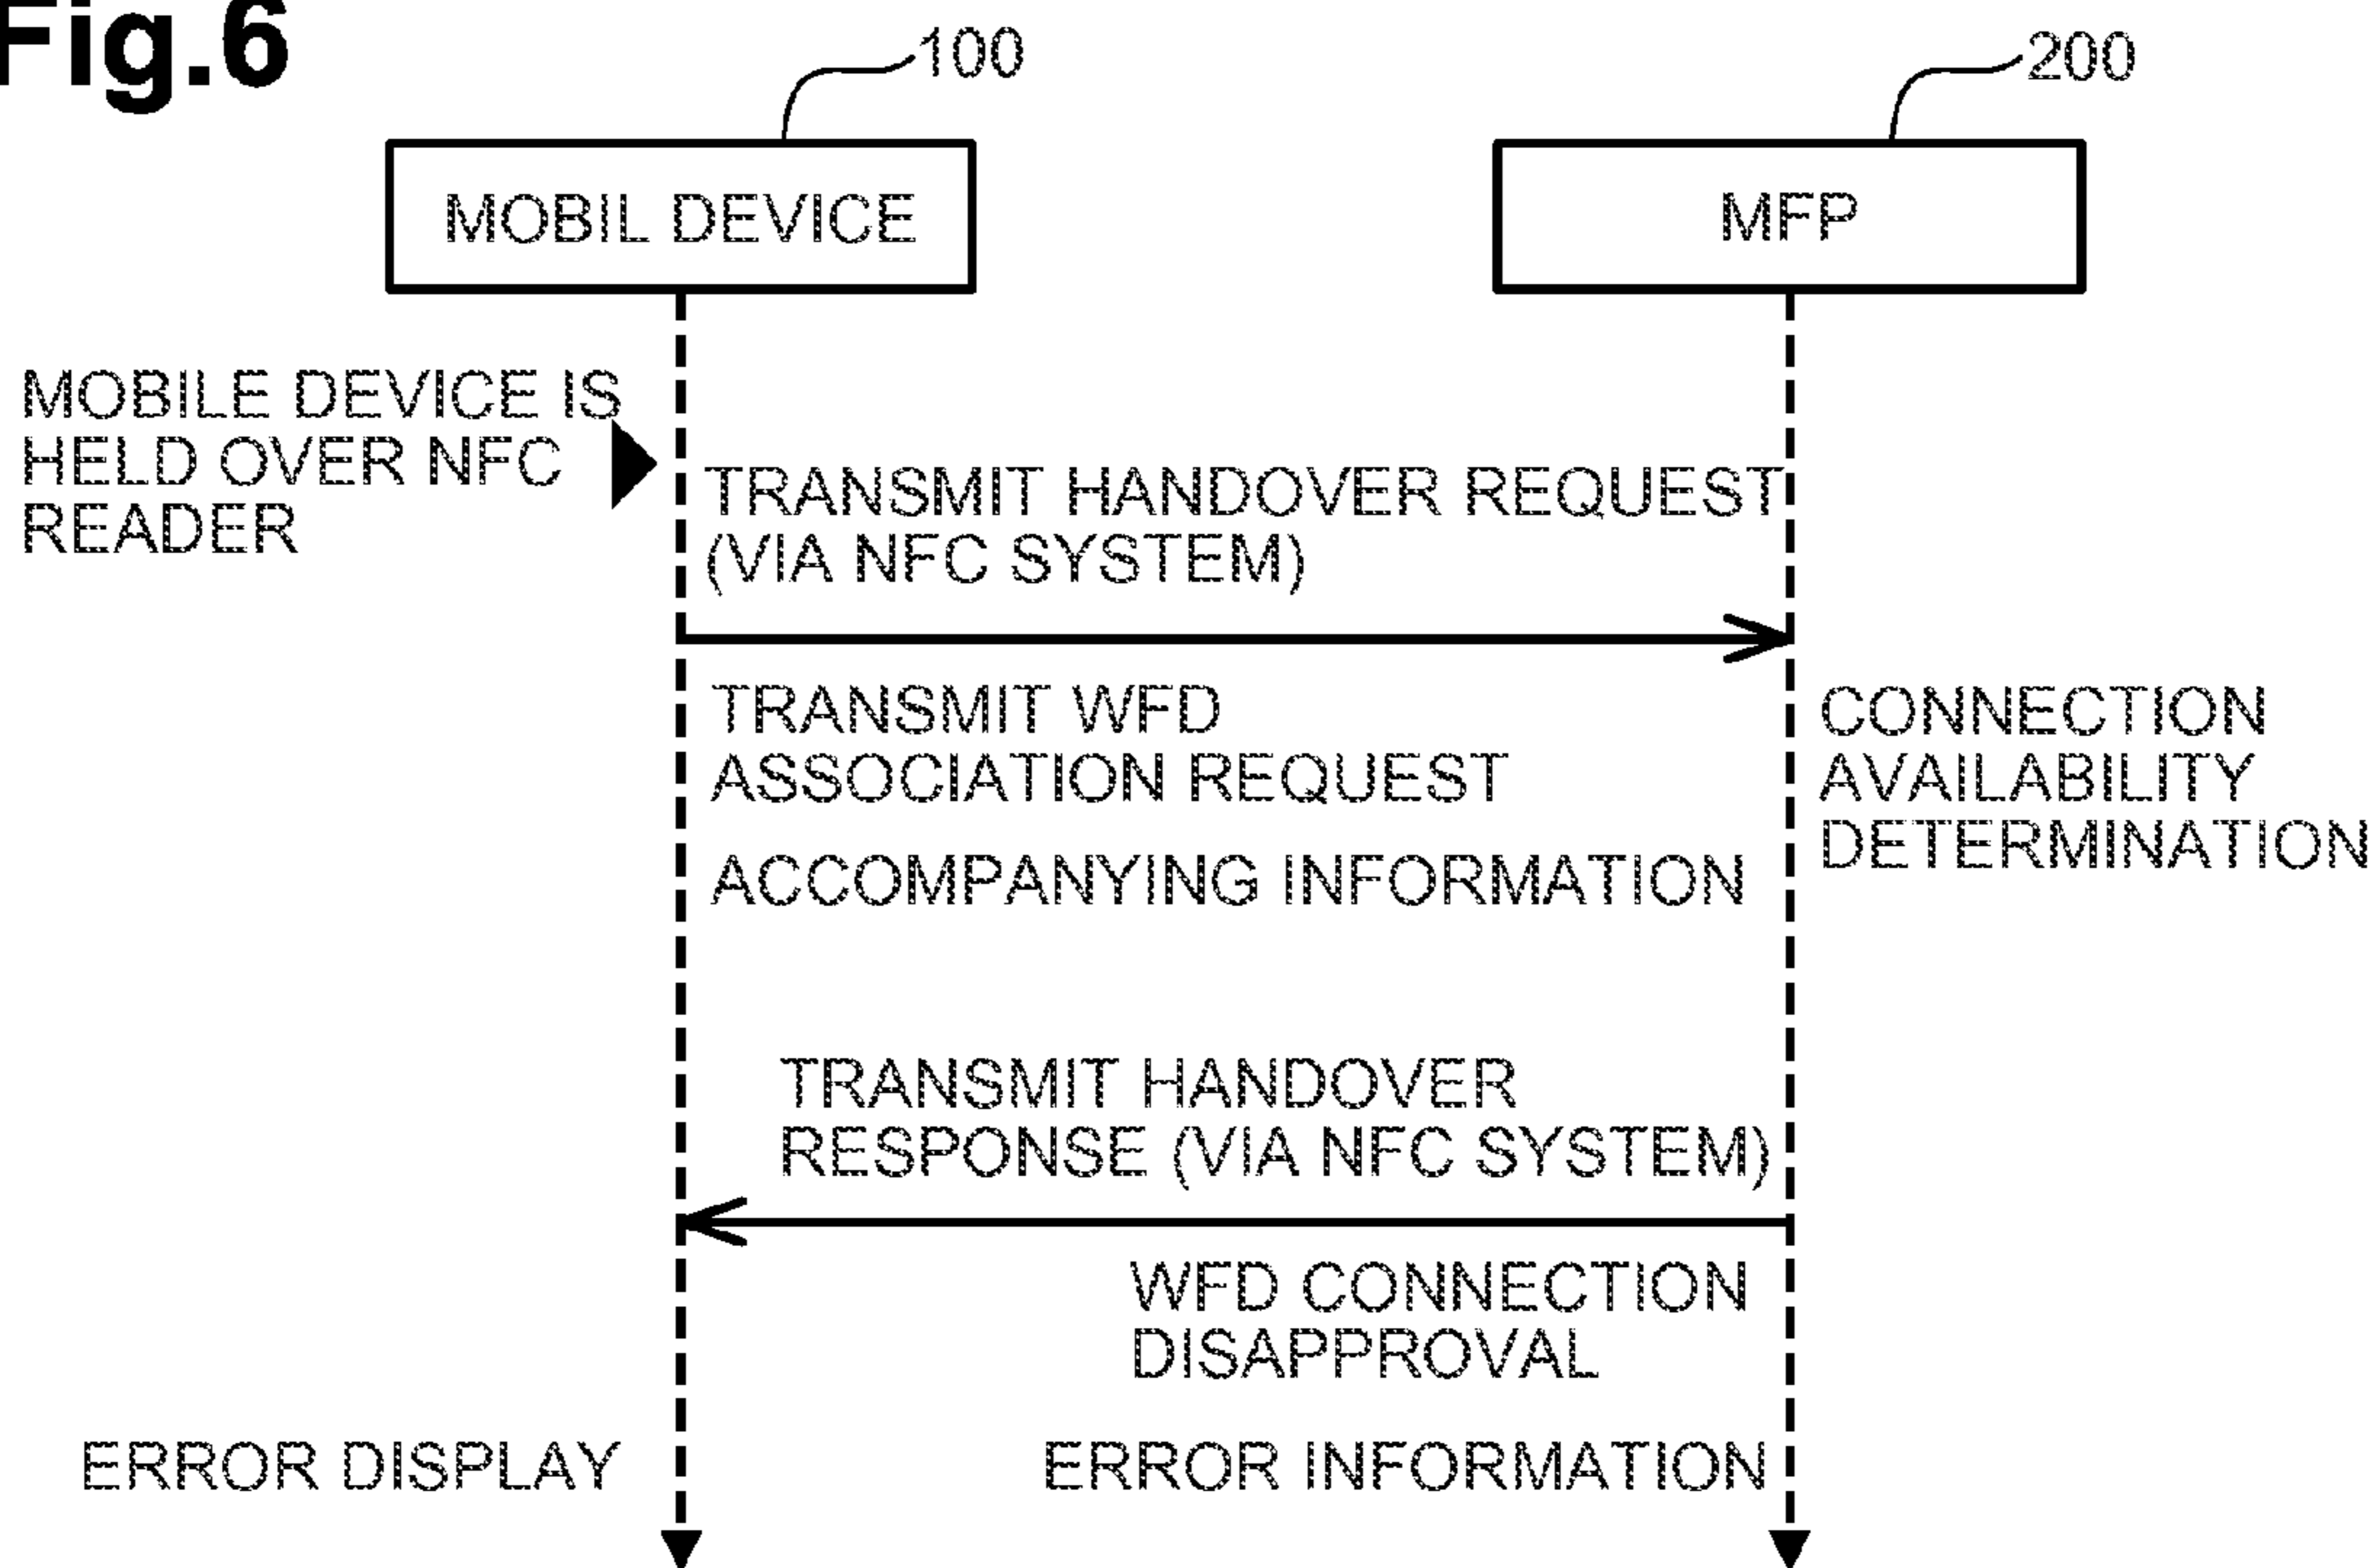 Fig.6
100
200
MOBIL DEVICE
MFP
MOBILE DEVICE IS
HELD OVER NFC
READER
TRANSMIT HANDOVER REQUEST
(VIA NFC SYSTEM)
TRANSMIT WFD
ASSOCIATION REQUEST
ACCOMPANYING INFORMATION
CONNECTION
AVAILABILITY
DETERMINATION
TRANSMIT HANDOVER
RESPONSE (VIA NFC SYSTEM)
WFD CONNECTION
DISAPPROVAL
ERROR DISPLAY
ERROR INFORMATION